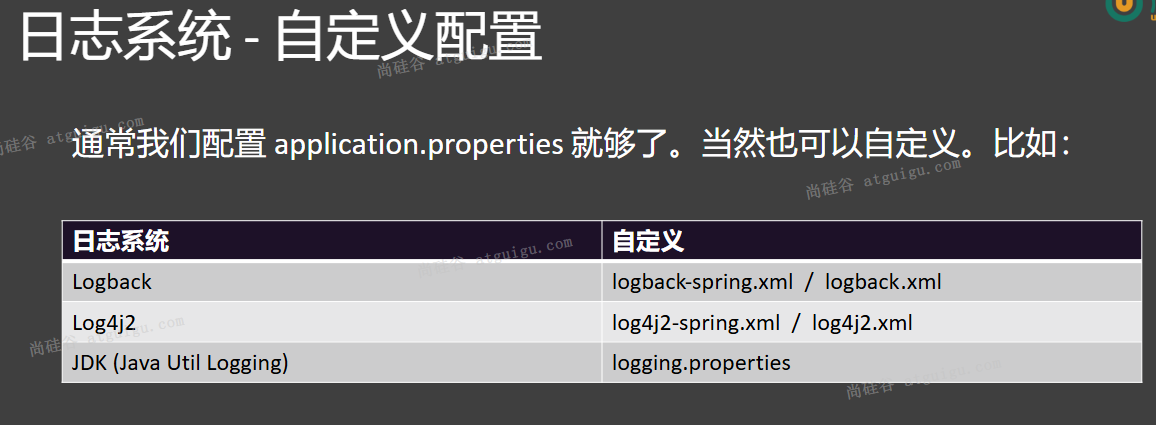 日志系统 - 自定义配置
尚硅谷 atguigu.com
尚硅谷 atguigu.com
通常我们配置 application.properties 就够了。当然也可以自定义。比如：
尚硅谷 atguigu.com
日志系统 自定义
尚硅谷 atguigu.com
Logback logback-spring.xml / logback.xml
Log4j2 log4j2-spring.xml / log4j2.xml
尚硅谷 atguigu.com
JDK (Java Util Logging) logging.properties
尚硅谷 atguigu.com